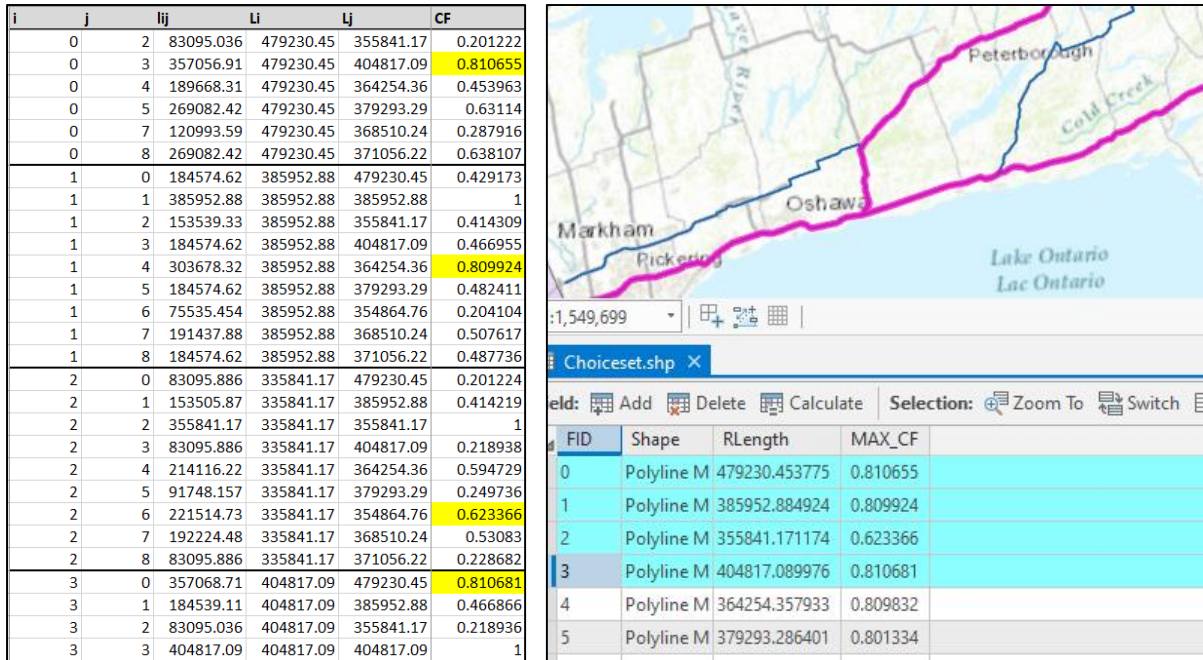 i j lij Li Lj CF
0 2 83095.036 479230.45 355841.17 0.201222
0 3 357056.91 479230.45 404817.09 0.810655
0 4 189668.31 479230.45 364254.36 0.453963
0 5 269082.42 479230.45 379293.29 0.63114
0 7 120993.59 479230.45 368510.24 0.287916
0 8 269082.42 479230.45 371056.22 0.638107
1 0 184574.62 385952.88 479230.45 0.429173
1 1 385952.88 385952.88 385952.88 1
1 2 153539.33 385952.88 355841.17 0.414309
1 3 184574.62 385952.88 404817.09 0.466955
1 4 303678.32 385952.88 364254.36 0.809924
1 5 184574.62 385952.88 379293.29 0.482411
1 6 75535.454 385952.88 354864.76 0.204104
1 7 191437.88 385952.88 368510.24 0.507617
1 8 184574.62 385952.88 371056.22 0.487736
2 0 83095.886 335841.17 479230.45 0.201224
2 1 153505.87 335841.17 385952.88 0.414219
2 2 355841.17 335841.17 355841.17 1
2 3 83095.886 335841.17 404817.09 0.218938
2 4 214116.22 335841.17 364254.36 0.594729
2 5 91748.157 335841.17 379293.29 0.249736
2 6 221514.73 335841.17 354864.76 0.623366
2 7 192224.48 335841.17 368510.24 0.53083
2 8 83095.886 335841.17 371056.22 0.228682
3 0 357068.71 404817.09 479230.45 0.810681
3 1 184539.11 404817.09 385952.88 0.466866
3 2 83095.036 404817.09 355841.17 0.218936
3 3 404817.09 404817.09 404817.09 1
Peterborough
River
Cold Creek
Oshawa
Markham
Pickering
Lake Ontario
Lac Ontario
:1,549,699
Choiceset.shp
eld: Add Delete Calculate Selection: Zoom To Switch
FID Shape RLength MAX_CF
0 Polyline M 479230.453775 0.810655
1 Polyline M 385952.884924 0.809924
2 Polyline M 355841.171174 0.623366
3 Polyline M 404817.089976 0.810681
4 Polyline M 364254.357933 0.809832
5 Polyline M 379293.286401 0.801334